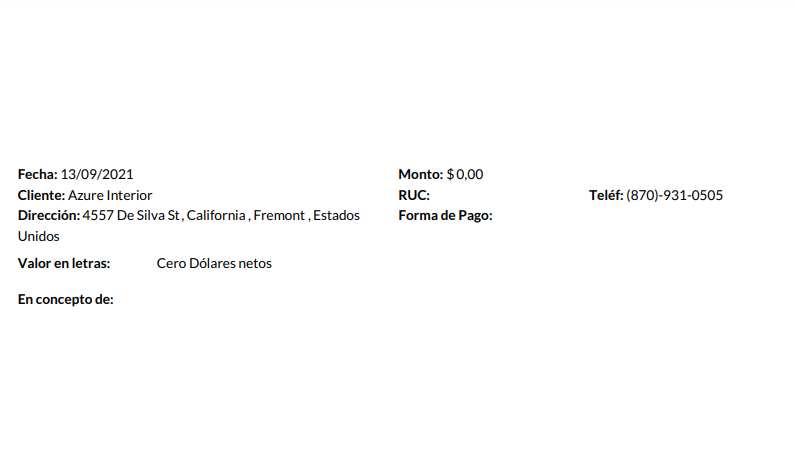 Fecha: 13/09/2021 Monto: $ 0,00
Cliente: Azure Interior RUC: Teléf: (870)-931-0505
Dirección: 4557 De Silva St , California , Fremont , Estados Forma de Pago:
Unidos
Valor en letras: Cero Dólares netos
En concepto de: